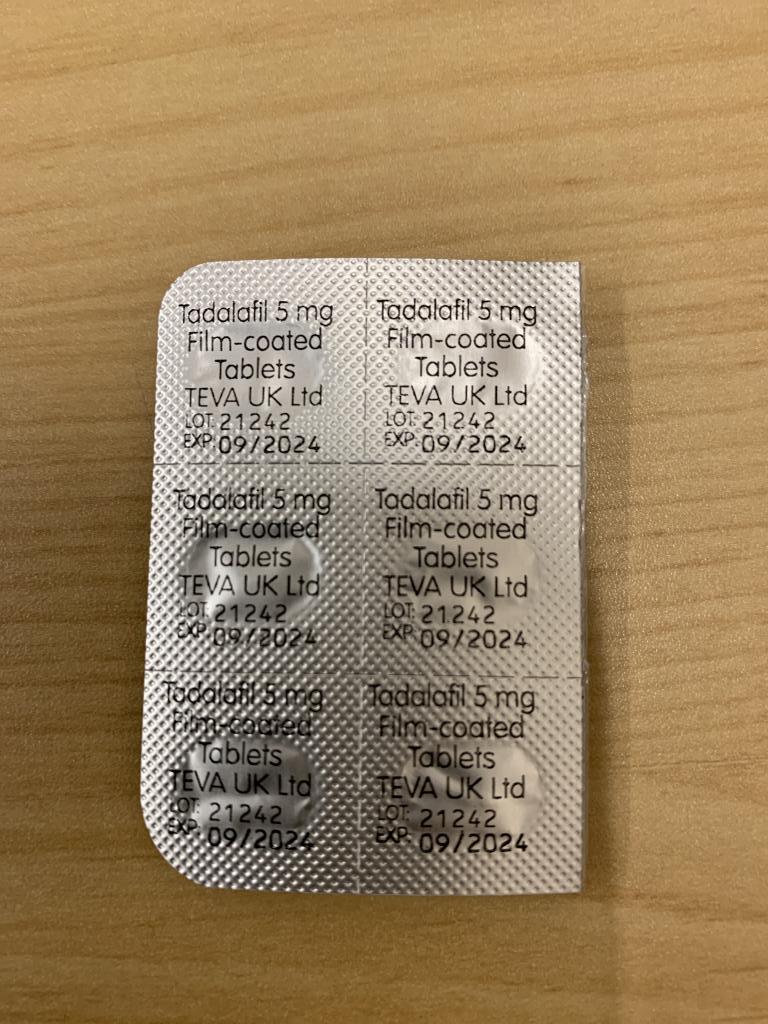 Tadalafil 5 mg
Film-coated
Tablets
TEVA UK Ltd
LOT: 21242
EXP: 09/2024
Tadalafil 5 mg
Film-coated
Tablets
TEVA UK Ltd
LOT: 21242
EXP: 09/2024
Tadalafil 5 mg
Film-coated
Tablets
TEVA UK Ltd
LOT: 21242
EXP: 09/2024
Tadalafil 5 mg
Film-coated
Tablets
TEVA UK Ltd
LOT: 21242
EXP: 09/2024
Tadalafil 5 mg
Film-coated
Tablets
TEVA UK Ltd
LOT: 21242
EXP: 09/2024
Tadalafil 5 mg
Film-coated
Tablets
TEVA UK Ltd
LOT: 21242
EXP: 09/2024